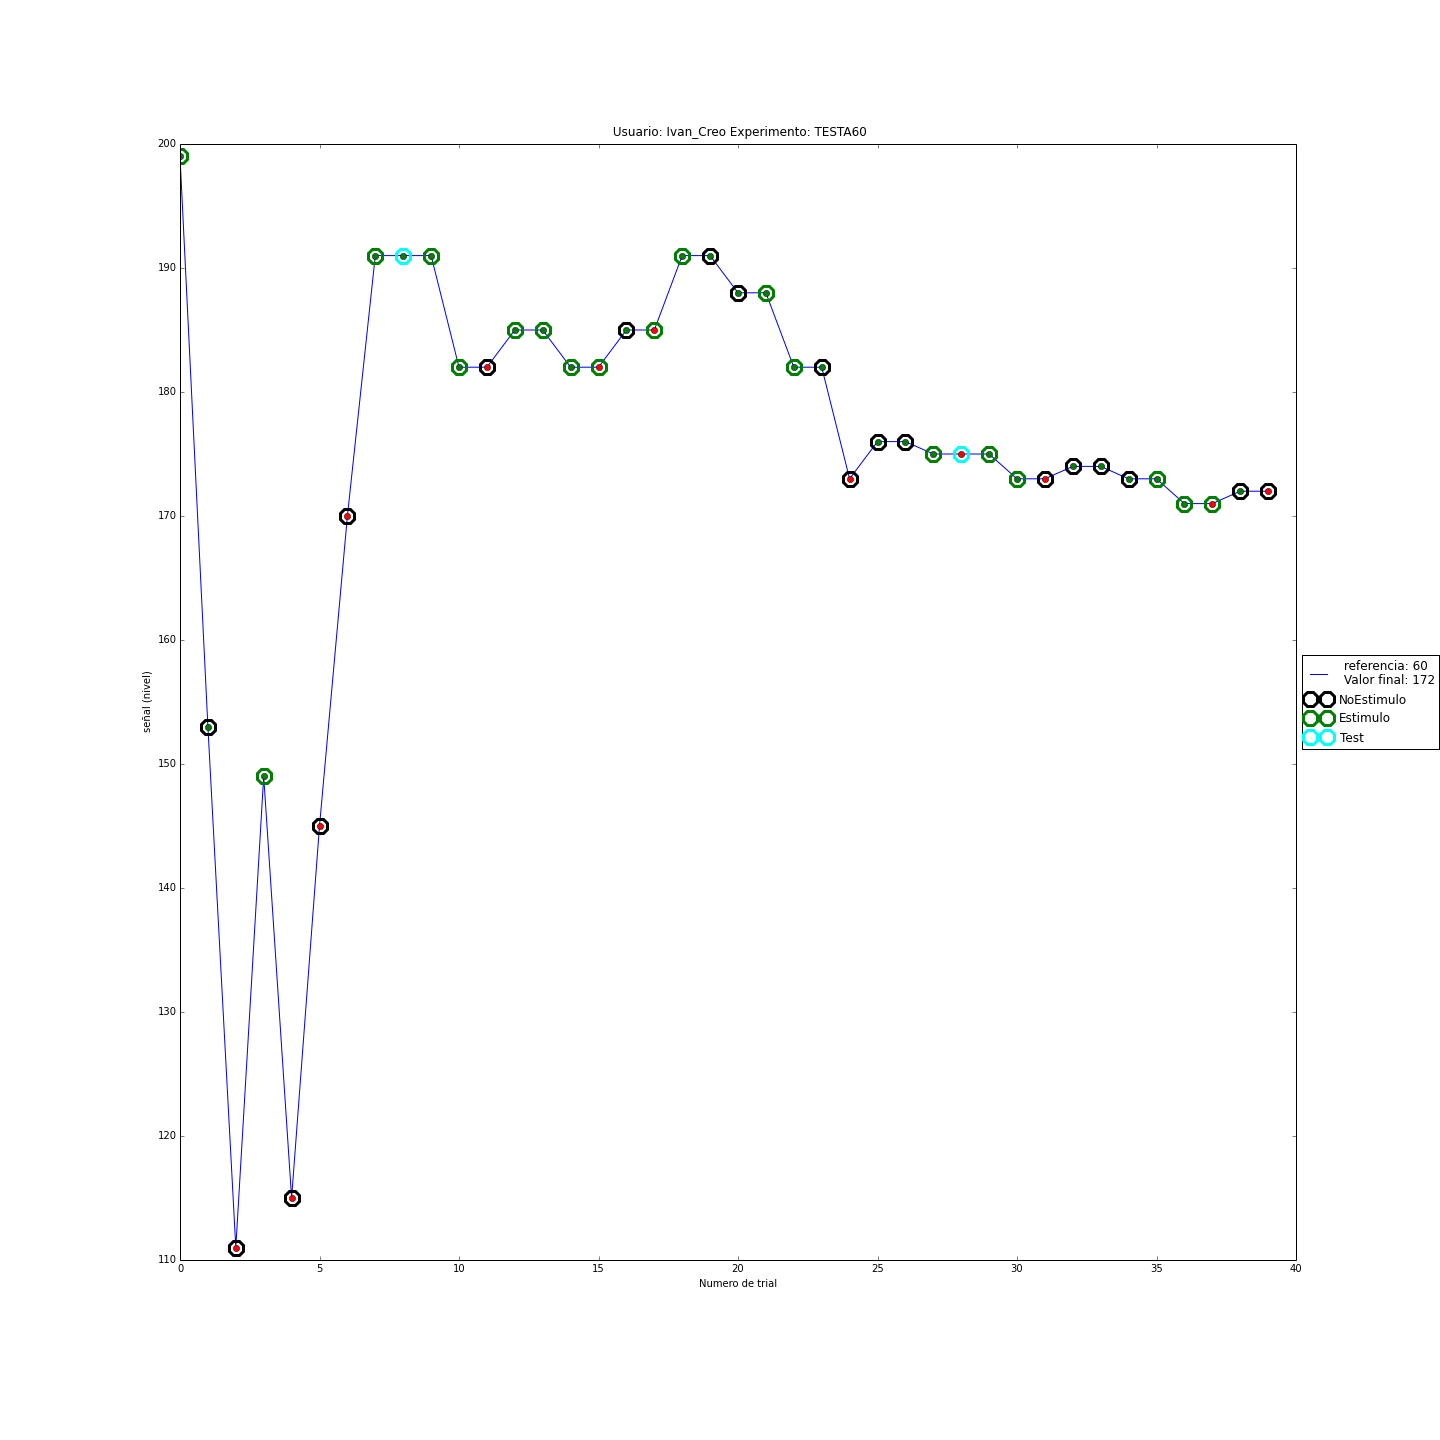 Usuario: Ivan_Creo Experimento: TESTA60
200
190
180
170
160
150
140
130
120
110
señal (nivel)
0 5 10 15 20 25 30 35 40
Numero de trial
referencia: 60
Valor final: 172
NoEstimulo
Estimulo
Test